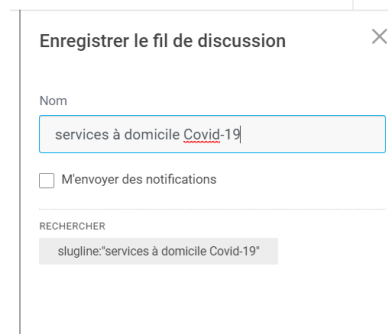 Enregistrer le fil de discussion
Nom
services à domicile Covid-19
M'envoyer des notifications
RECHERCHER
slugline:"services à domicile Covid-19"